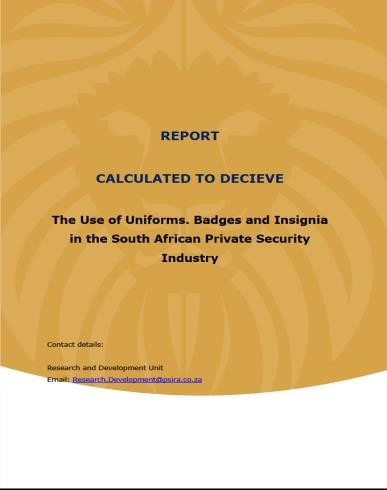 REPORT
CALCULATED TO DECIEVE
The Use of Uniforms. Badges and Insignia
in the South African Private Security
Industry
Contact details:
Research and Development Unit
Email: Research.Development@psira.co.za